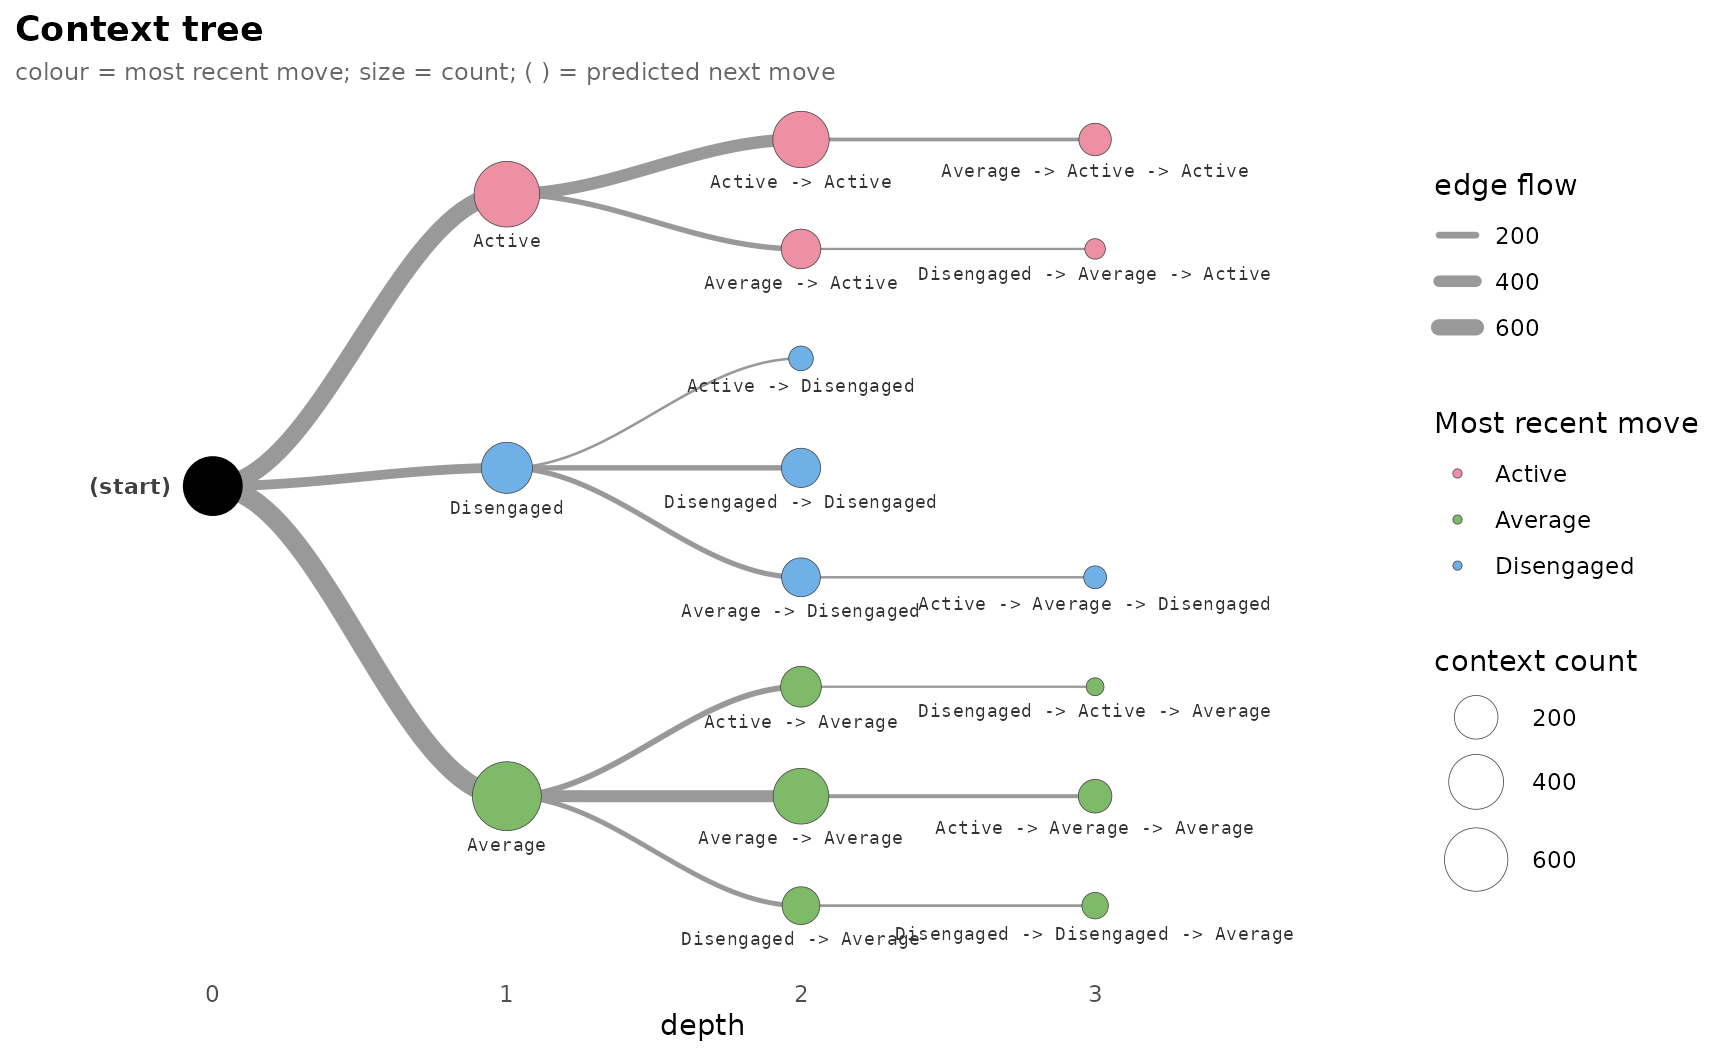 Context tree
colour = most recent move; size = count; ( ) = predicted next move
Active -> Active
Average -> Active -> Active
Active
Average -> Active
Disengaged -> Average -> Active
Active -> Disengaged
(start)
Disengaged
Disengaged -> Disengaged
Average -> Disengaged
Active -> Average -> Disengaged
Active -> Average
Disengaged -> Active -> Average
Average
Average -> Average
Active -> Average -> Average
Disengaged -> Average
Disengaged -> Disengaged -> Average
0
1
2
3
depth
edge flow
200
400
600
Most recent move
Active
Average
Disengaged
context count
200
400
600